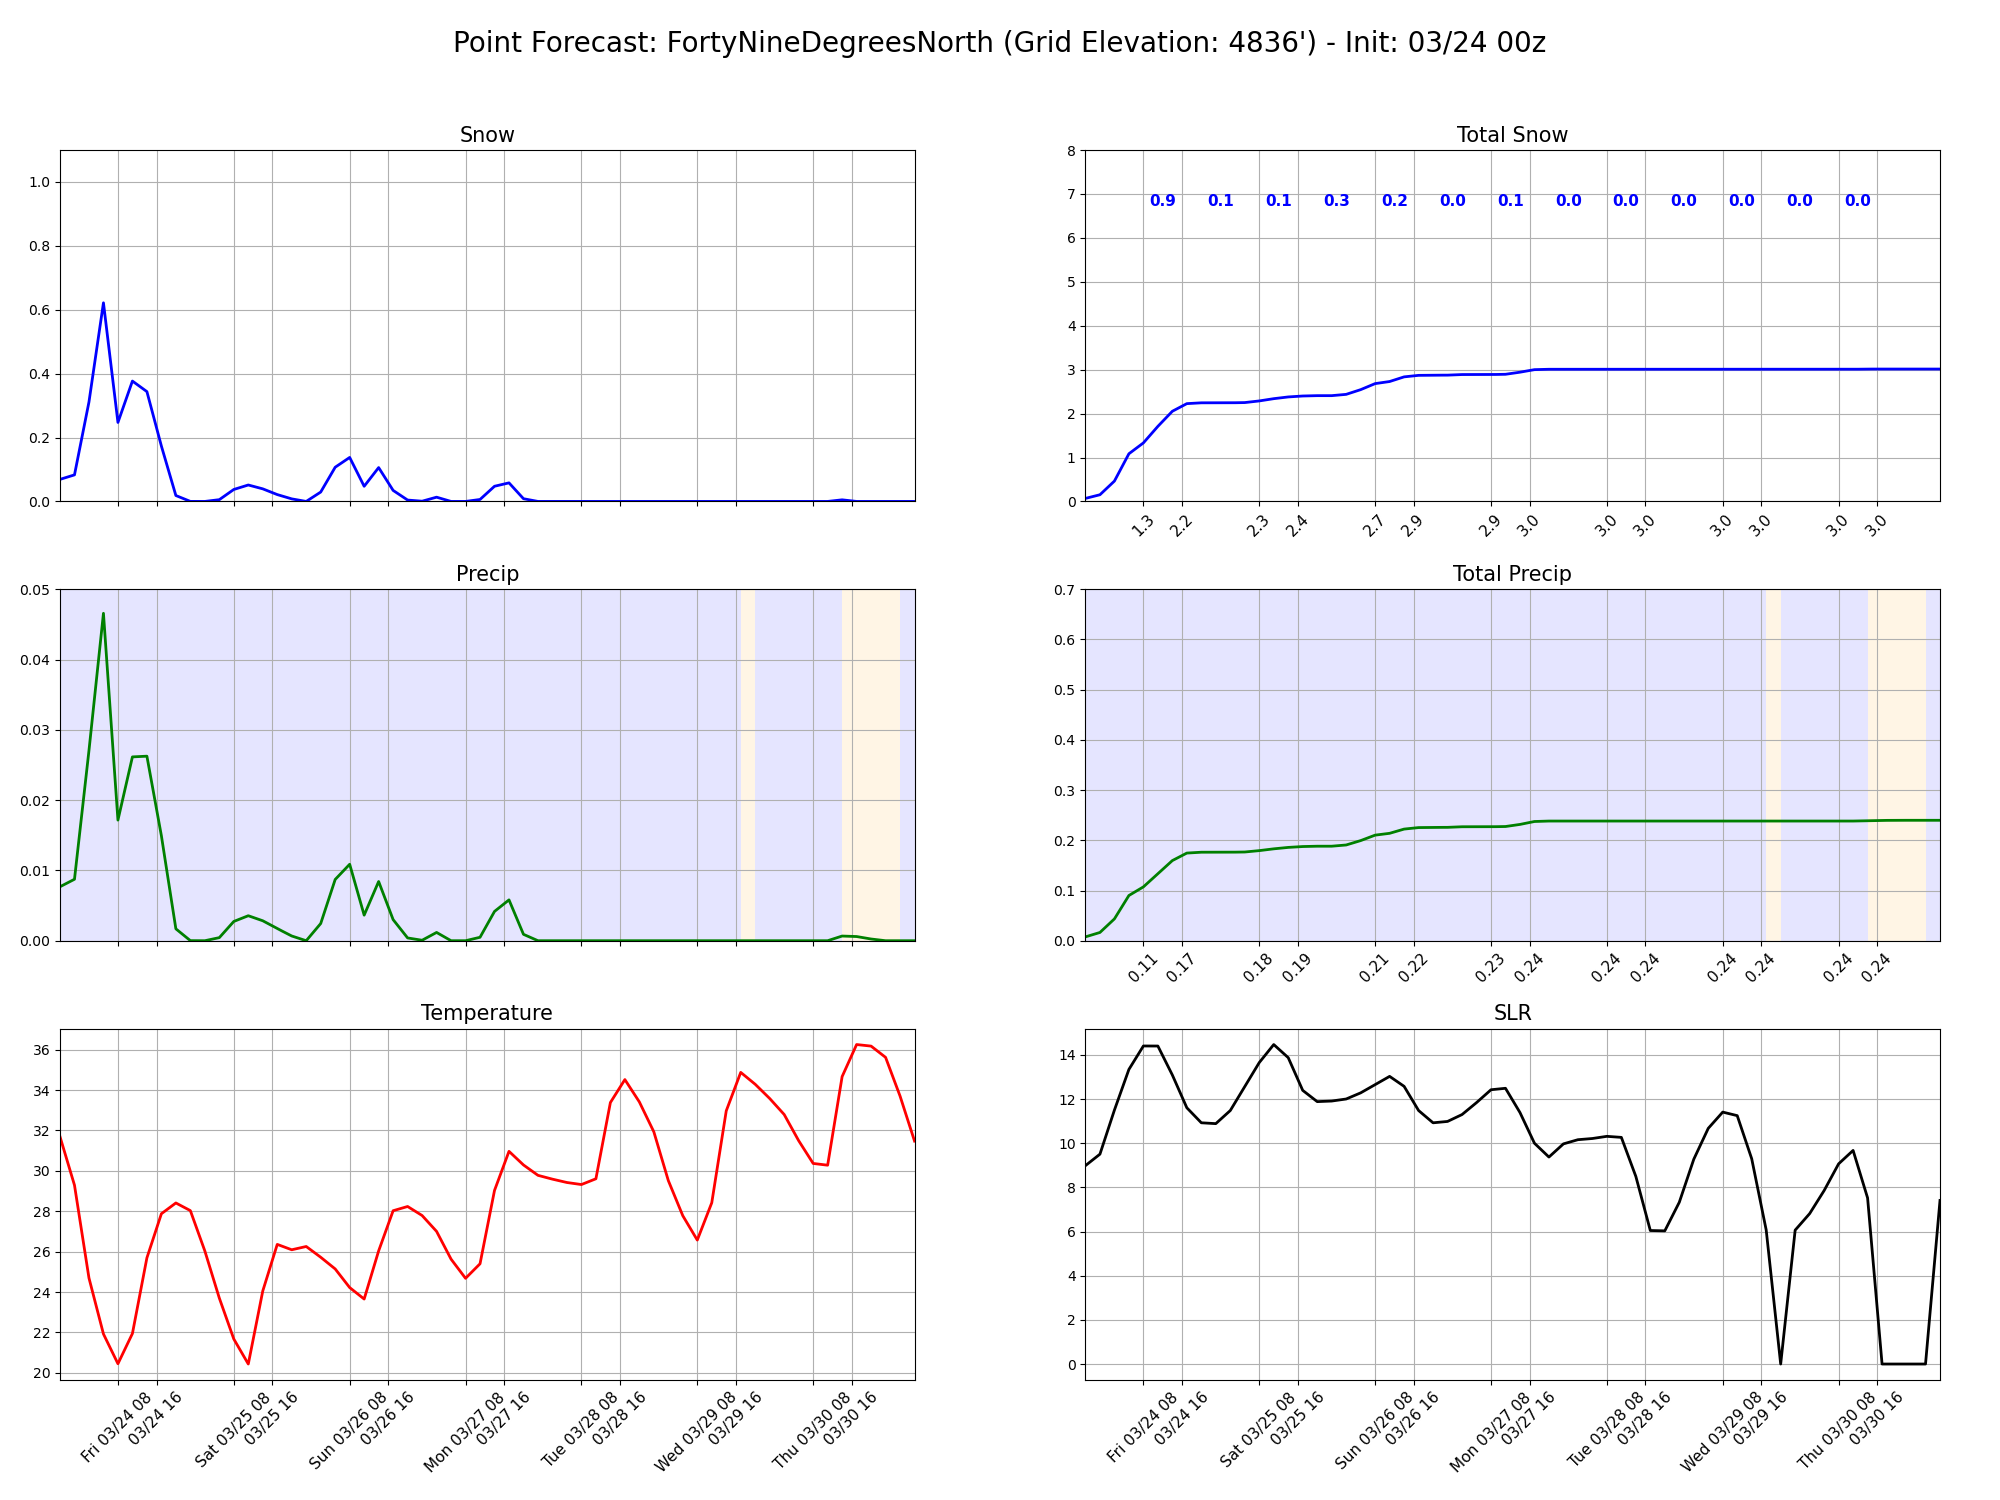 Point Forecast: FortyNineDegreesNorth (Grid Elevation: 4836') - Init: 03/24 00z
Snow
1.0
0.8
0.6
0.4
0.2
0.0
Total Snow
8
7
6
5
4
3
2
1
0
0.9 0.1 0.1 0.3 0.2 0.0 0.1 0.0 0.0 0.0 0.0 0.0 0.0
1.3 2.2 2.3 2.4 2.7 2.9 2.9 3.0 3.0 3.0 3.0 3.0 3.0 3.0
Precip
0.05
0.04
0.03
0.02
0.01
0.00
Total Precip
0.7
0.6
0.5
0.4
0.3
0.2
0.1
0.0
0.11 0.17 0.18 0.19 0.21 0.22 0.23 0.24 0.24 0.24 0.24 0.24 0.24 0.24
Temperature
36
34
32
30
28
26
24
22
20
Fri 03/24 08
03/24 16
Sat 03/25 08
03/25 16
Sun 03/26 08
03/26 16
Mon 03/27 08
03/27 16
Tue 03/28 08
03/28 16
Wed 03/29 08
03/29 16
Thu 03/30 08
03/30 16
SLR
14
12
10
8
6
4
2
0
Fri 03/24 08
03/24 16
Sat 03/25 08
03/25 16
Sun 03/26 08
03/26 16
Mon 03/27 08
03/27 16
Tue 03/28 08
03/28 16
Wed 03/29 08
03/29 16
Thu 03/30 08
03/30 16